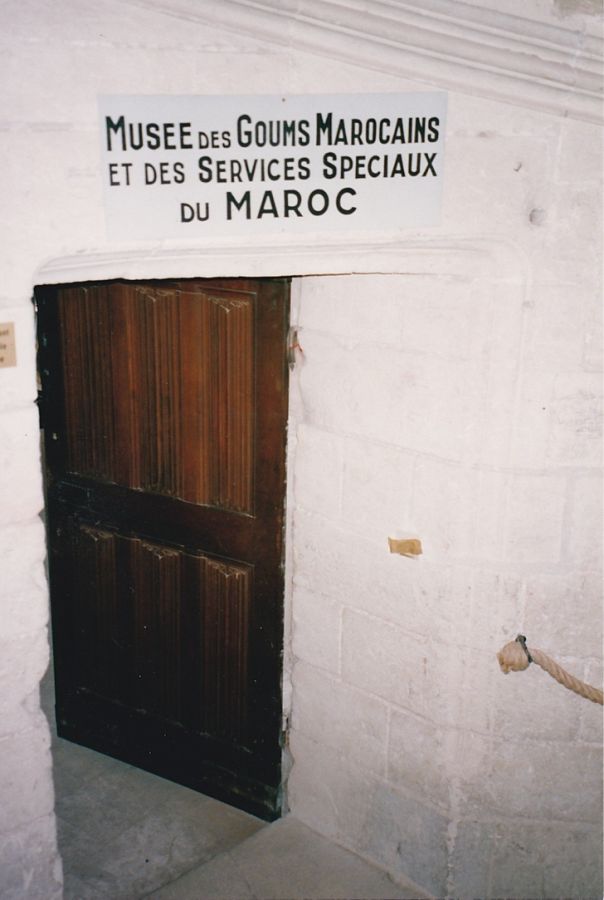 MUSEE DES GOUMS MAROCAINS
ET DES SERVICES SPECIAUX
DU MAROC